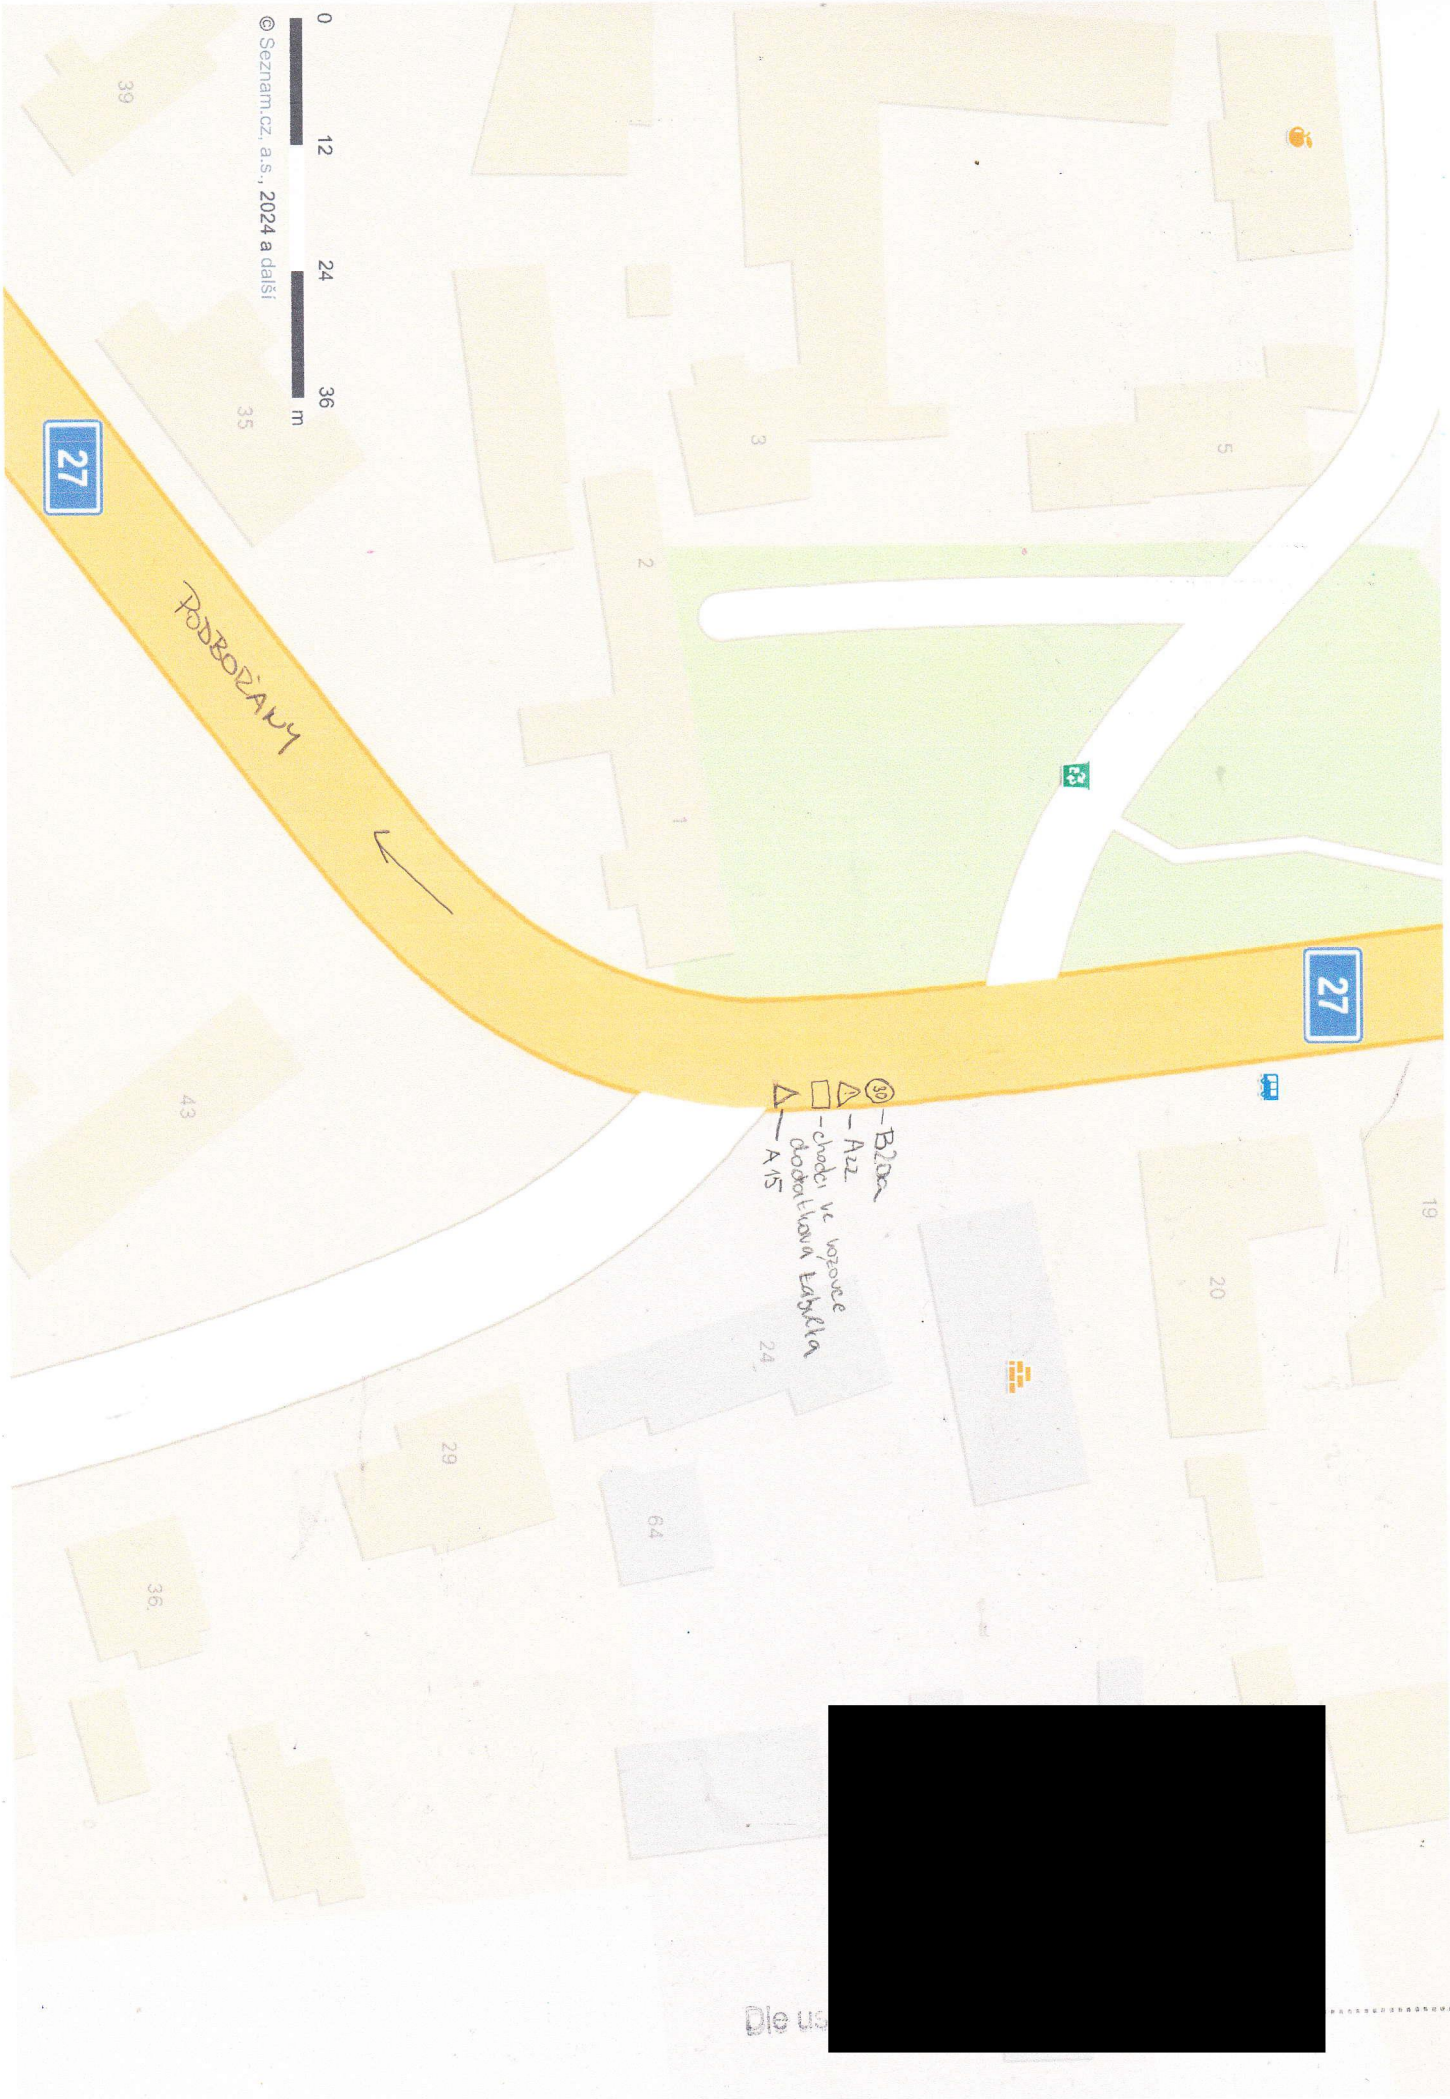 0 12 24 36 m
© Seznam.cz, a.s., 2024 a další
39
35
27
PODBOŘANY
3
5
2
1
27
30 - B20a
! - A22
- chodci ve vozovce
dodatková tabulka
- A15
43
19
20
24
29
64
36
Dle us